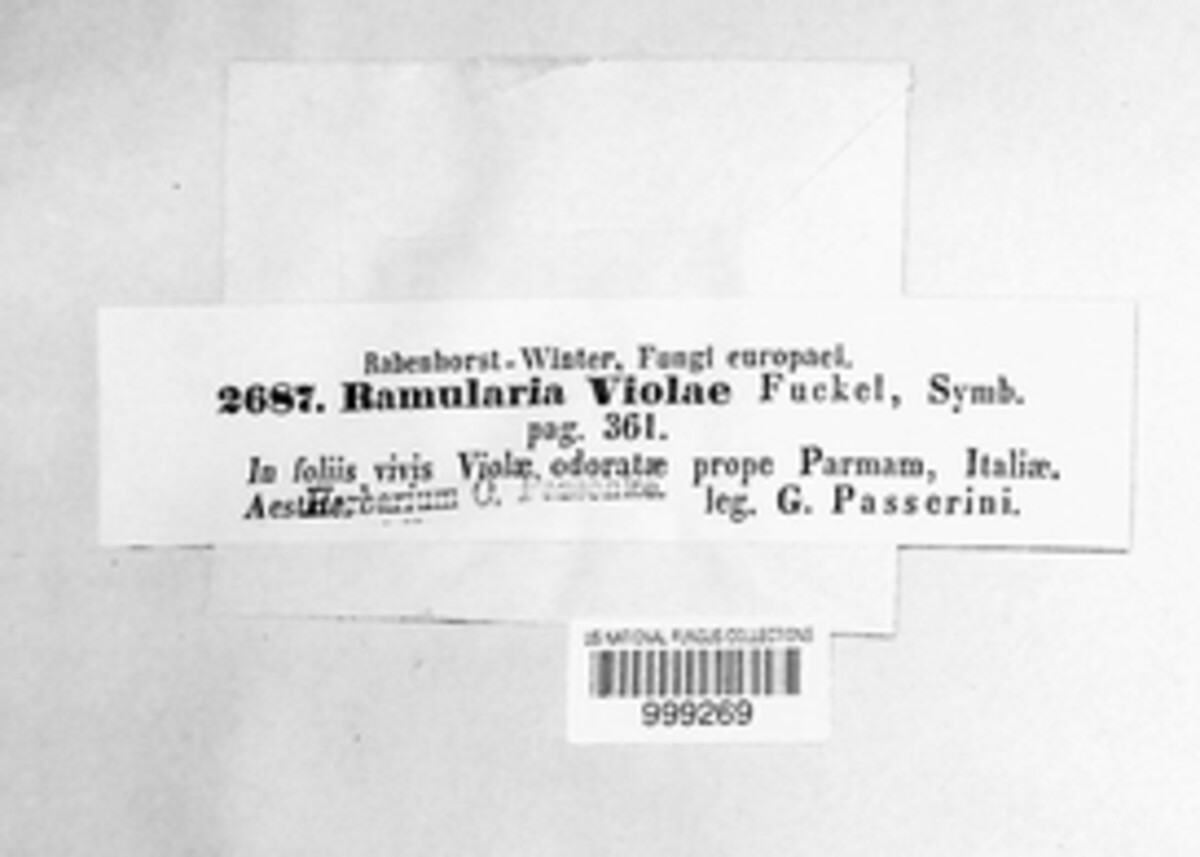 Rabenhorst-Winter, Fungi europaei.
2687. Ramularia Violae Fuckel, Symb.
pag. 361.
In foliis vivis Violæ odoratæ prope Parmam, Italiæ.
Herbarium
leg. G. Passerini.
US NATIONAL FUNGUS COLLECTIONS
999269